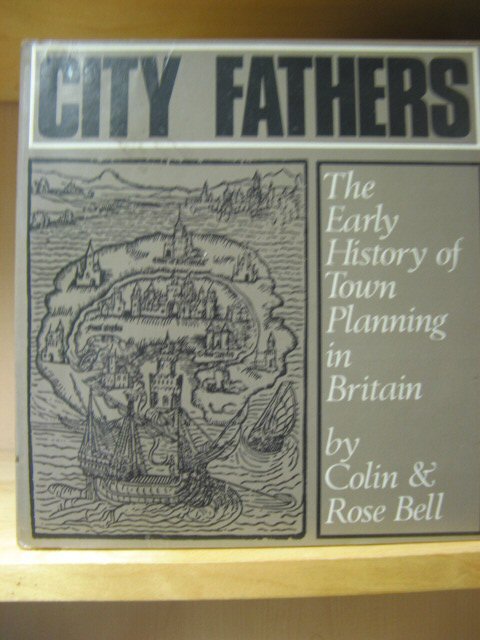 CITY FATHERS
The
Early
History of
Town
Planning
in
Britain
by
Colin &
Rose Bell